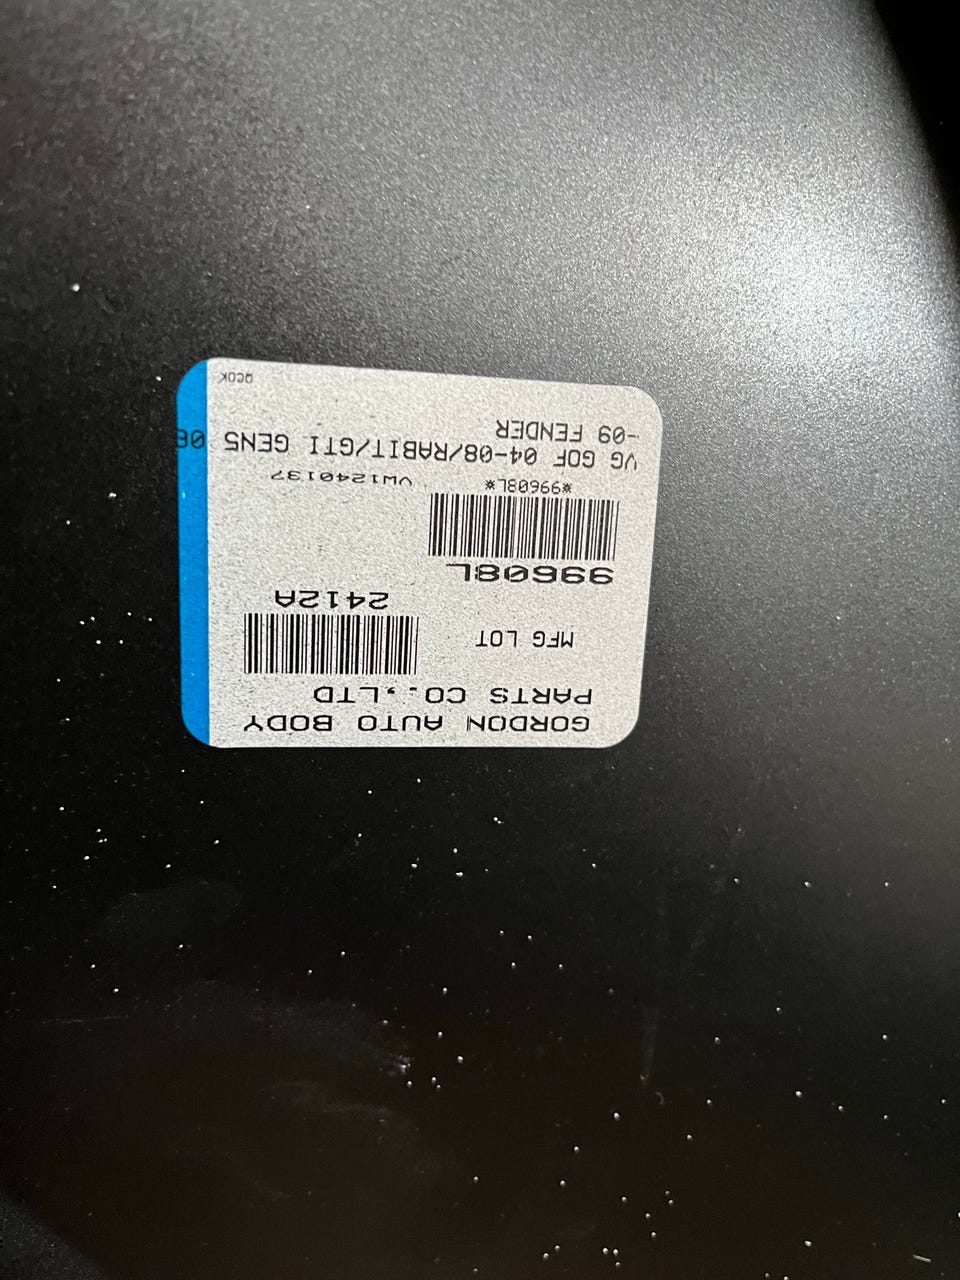 GORDON AUTO BODY
PARTS CO.,LTD
MFG LOT
2412A
99608L
*99608L*
VW1240137
VG GOF 04-08/RABIT/GTI GEN5 06
-09 FENDER
QCOK